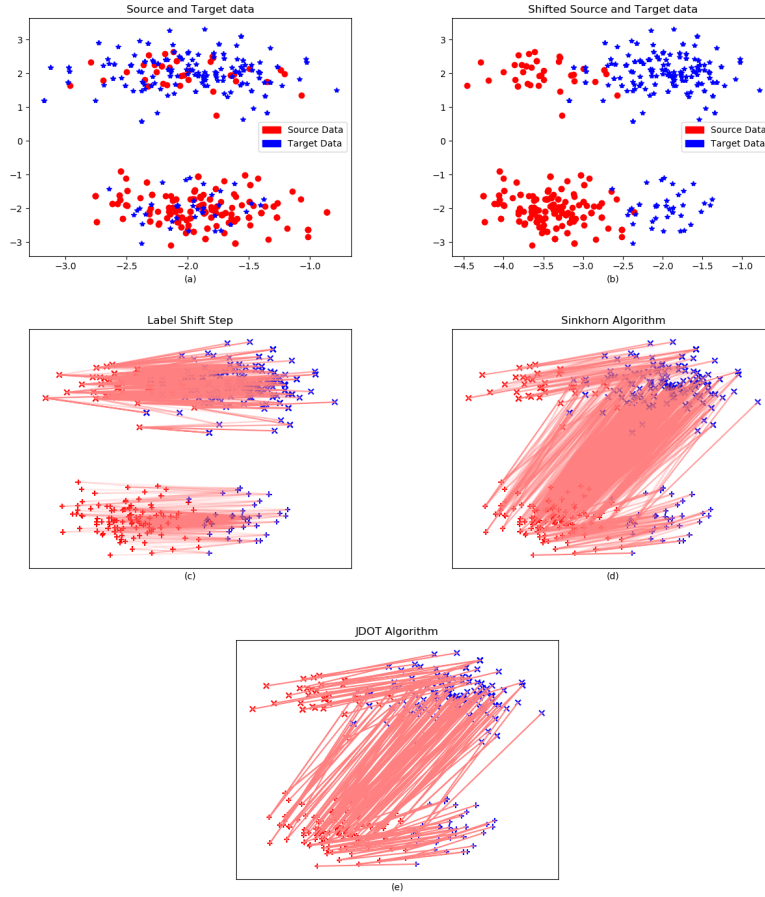 Source and Target data
3
2
1
0
−1
−2
−3
Source Data
Target Data
−3.0 −2.5 −2.0 −1.5 −1.0
(a)
Shifted Source and Target data
3
2
1
0
−1
−2
−3
Source Data
Target Data
−4.5 −4.0 −3.5 −3.0 −2.5 −2.0 −1.5 −1.0
(b)
Label Shift Step
(c)
Sinkhorn Algorithm
(d)
JDOT Algorithm
(e)